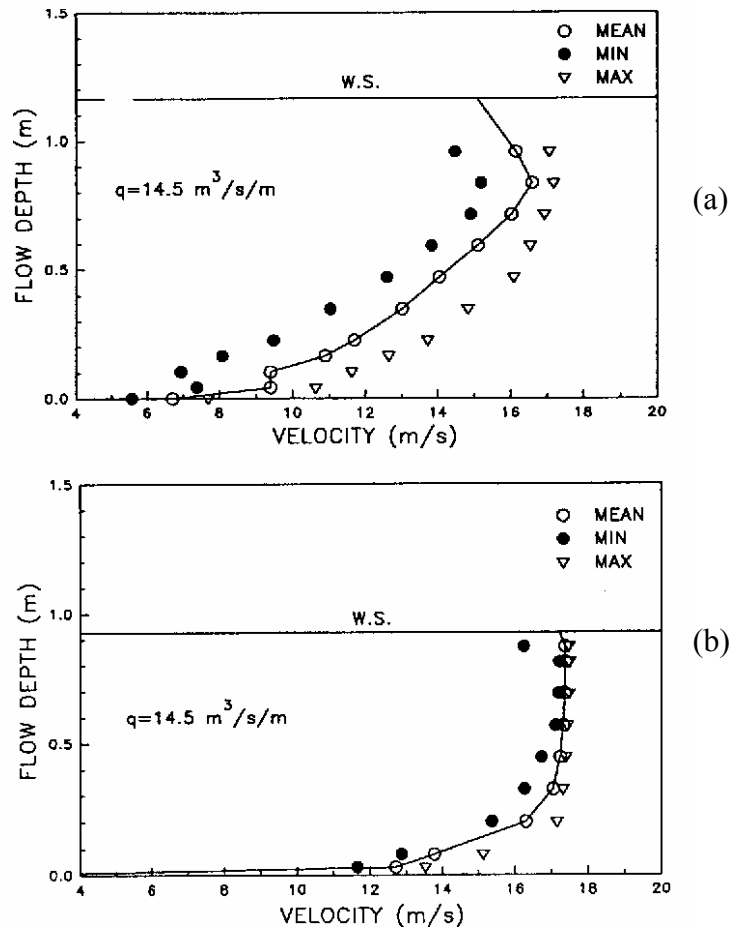 1.5
MEAN
MIN
MAX
W.S.
1.0
q=14.5 m³/s/m
0.5
0.0
FLOW DEPTH (m)
4 6 8 10 12 14 16 18 20
VELOCITY (m/s)
(a)
1.5
MEAN
MIN
MAX
W.S.
1.0
q=14.5 m³/s/m
0.5
0.0
FLOW DEPTH (m)
4 6 8 10 12 14 16 18 20
VELOCITY (m/s)
(b)